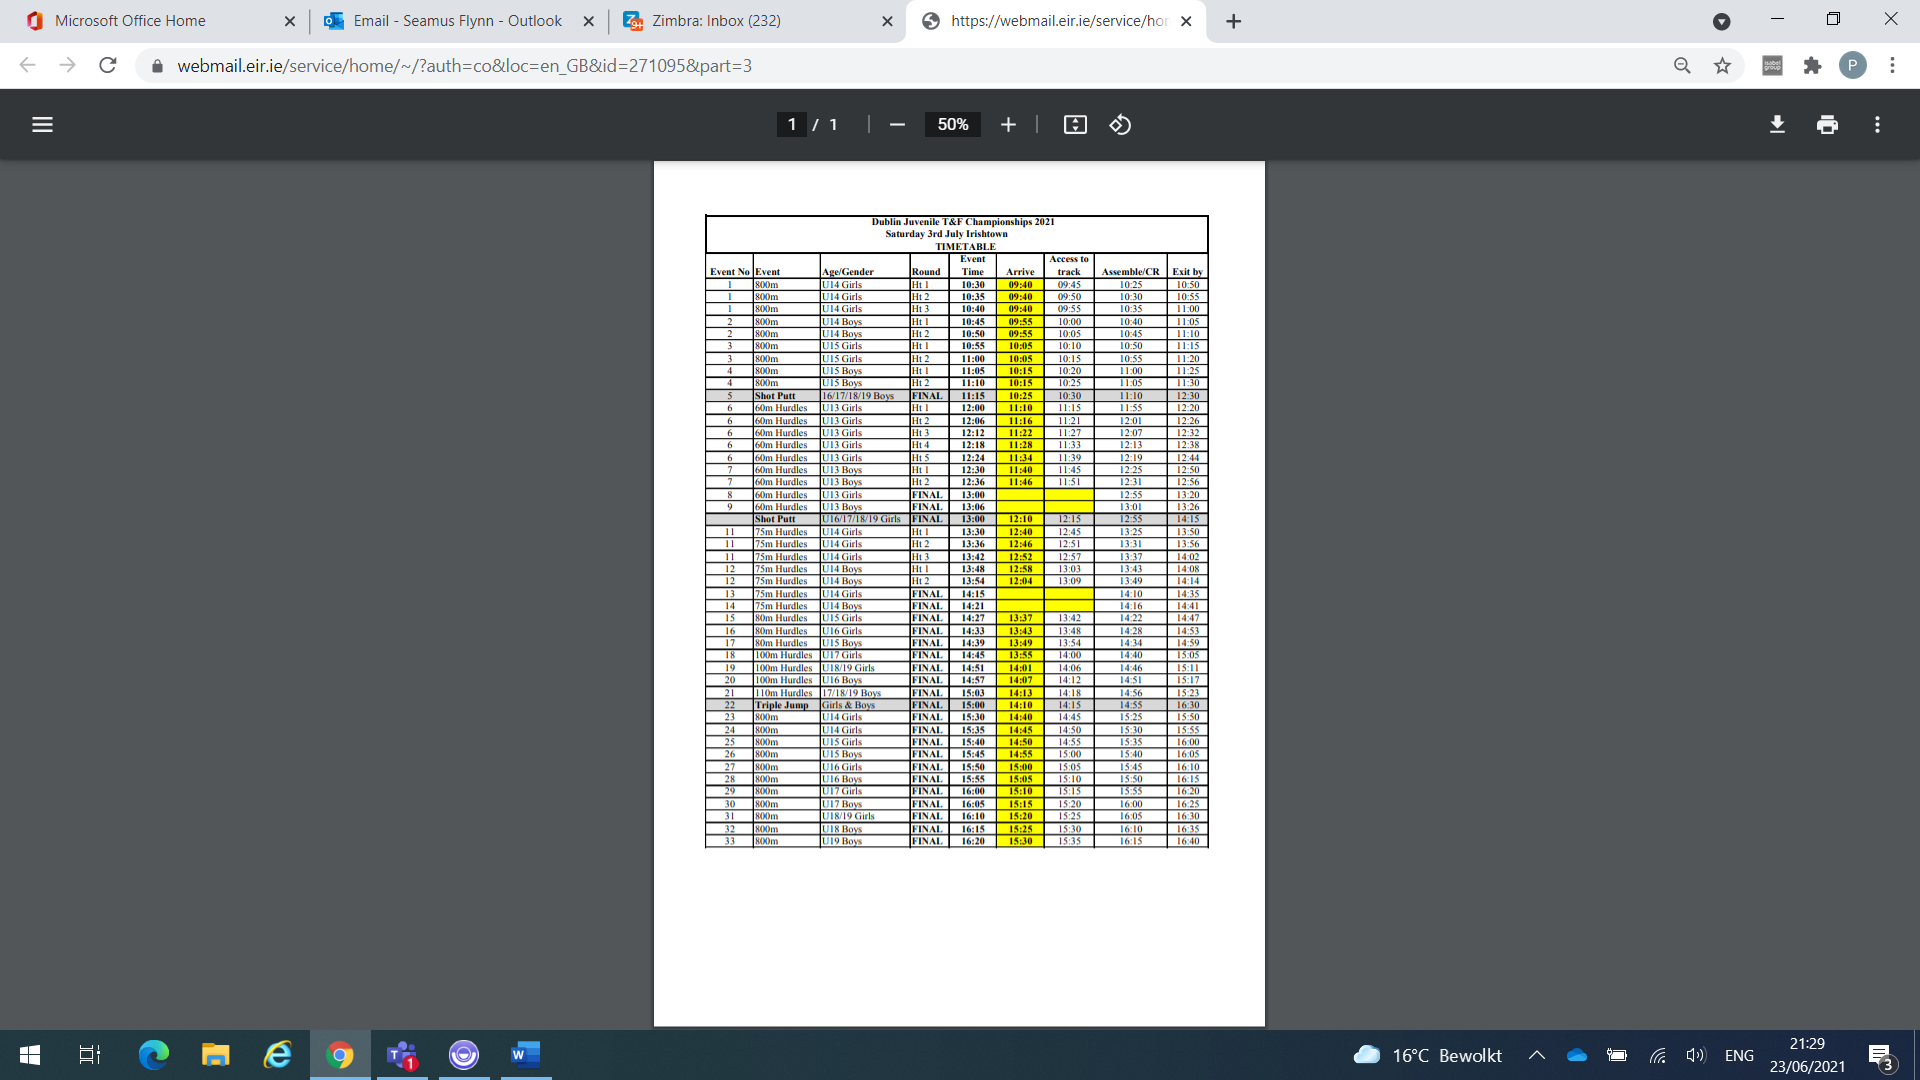 Microsoft Office Home
Email - Seamus Flynn - Outlook
Zimbra: Inbox (232)
https://webmail.eir.ie/service/hor
webmail.eir.ie/service/home/~/?auth=co&loc=en_GB&id=271095&part=3
isabel group
P
1 / 1
50%
Dublin Juvenile T&F Championships 2021
Saturday 3rd July Irishtown
TIMETABLE
Event No Event Age/Gender Round Event Time Arrive Access to track Assemble/CR Exit by
1 800m U14 Girls Ht 1 10:30 09:40 09:45 10:25 10:50
1 800m U14 Girls Ht 2 10:35 09:40 09:50 10:30 10:55
1 800m U14 Girls Ht 3 10:40 09:40 09:55 10:35 11:00
2 800m U14 Boys Ht 1 10:45 09:55 10:00 10:40 11:05
2 800m U14 Boys Ht 2 10:50 09:55 10:05 10:45 11:10
3 800m U15 Girls Ht 1 10:55 10:05 10:10 10:50 11:15
3 800m U15 Girls Ht 2 11:00 10:05 10:15 10:55 11:20
4 800m U15 Boys Ht 1 11:05 10:15 10:20 11:00 11:25
4 800m U15 Boys Ht 2 11:10 10:15 10:25 11:05 11:30
5 Shot Putt 16/17/18/19 Boys FINAL 11:15 10:25 10:30 11:10 12:30
6 60m Hurdles U13 Girls Ht 1 12:00 11:10 11:15 11:55 12:20
6 60m Hurdles U13 Girls Ht 2 12:06 11:16 11:21 12:01 12:26
6 60m Hurdles U13 Girls Ht 3 12:12 11:22 11:27 12:07 12:32
6 60m Hurdles U13 Girls Ht 4 12:18 11:28 11:33 12:13 12:38
6 60m Hurdles U13 Girls Ht 5 12:24 11:34 11:39 12:19 12:44
7 60m Hurdles U13 Boys Ht 1 12:30 11:40 11:45 12:25 12:50
7 60m Hurdles U13 Boys Ht 2 12:36 11:46 11:51 12:31 12:56
8 60m Hurdles U13 Girls FINAL 13:00 12:55 13:20
9 60m Hurdles U13 Boys FINAL 13:06 13:01 13:26
Shot Putt U16/17/18/19 Girls FINAL 13:00 12:10 12:15 12:55 14:15
11 75m Hurdles U14 Girls Ht 1 13:30 12:40 12:45 13:25 13:50
11 75m Hurdles U14 Girls Ht 2 13:36 12:46 12:51 13:31 13:56
11 75m Hurdles U14 Girls Ht 3 13:42 12:52 12:57 13:37 14:02
12 75m Hurdles U14 Boys Ht 1 13:48 12:58 13:03 13:43 14:08
12 75m Hurdles U14 Boys Ht 2 13:54 12:04 13:09 13:49 14:14
13 75m Hurdles U14 Girls FINAL 14:15 14:10 14:35
14 75m Hurdles U14 Boys FINAL 14:21 14:16 14:41
15 80m Hurdles U15 Girls FINAL 14:27 13:37 13:42 14:22 14:47
16 80m Hurdles U16 Girls FINAL 14:33 13:43 13:48 14:28 14:53
17 80m Hurdles U15 Boys FINAL 14:39 13:49 13:54 14:34 14:59
18 100m Hurdles U17 Girls FINAL 14:45 13:55 14:00 14:40 15:05
19 100m Hurdles U18/19 Girls FINAL 14:51 14:01 14:06 14:46 15:11
20 100m Hurdles U16 Boys FINAL 14:57 14:07 14:12 14:51 15:17
21 110m Hurdles 17/18/19 Boys FINAL 15:03 14:13 14:18 14:56 15:23
22 Triple Jump Girls & Boys FINAL 15:00 14:10 14:15 14:55 16:30
23 800m U14 Girls FINAL 15:30 14:40 14:45 15:25 15:50
24 800m U14 Girls FINAL 15:35 14:45 14:50 15:30 15:55
25 800m U15 Girls FINAL 15:40 14:50 14:55 15:35 16:00
26 800m U15 Boys FINAL 15:45 14:55 15:00 15:40 16:05
27 800m U16 Girls FINAL 15:50 15:00 15:05 15:45 16:10
28 800m U16 Boys FINAL 15:55 15:05 15:10 15:50 16:15
29 800m U17 Girls FINAL 16:00 15:10 15:15 15:55 16:20
30 800m U17 Boys FINAL 16:05 15:15 15:20 16:00 16:25
31 800m U18/19 Girls FINAL 16:10 15:20 15:25 16:05 16:30
32 800m U18 Boys FINAL 16:15 15:25 15:30 16:10 16:35
33 800m U19 Boys FINAL 16:20 15:30 15:35 16:15 16:40
16°C Bewolkt
ENG
21:29
23/06/2021
3